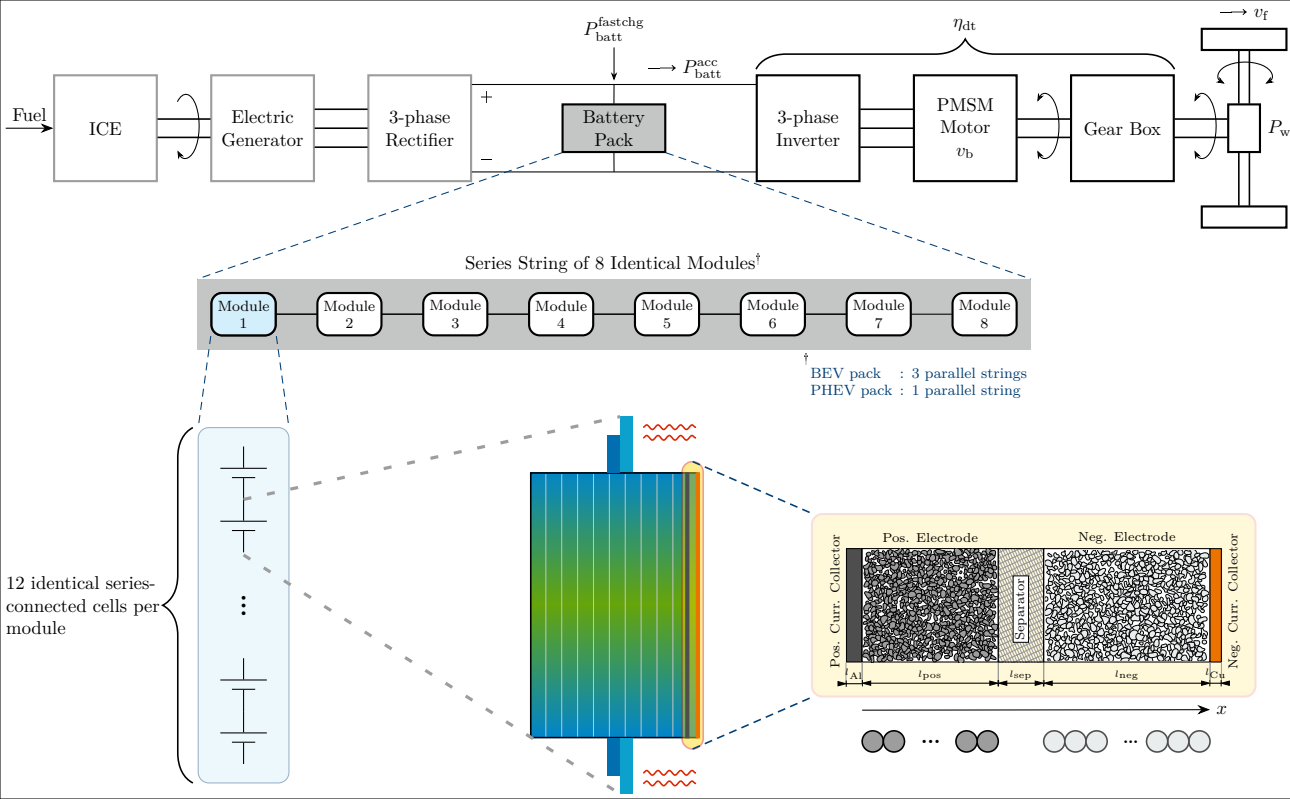 P_batt^fastchg
→ v_f
η_dt
→ P_batt^acc
Fuel
ICE
Electric
Generator
3-phase
Rectifier
+
−
Battery
Pack
3-phase
Inverter
PMSM
Motor
v_b
Gear Box
P_w
Series String of 8 Identical Modules†
Module
1
Module
2
Module
3
Module
4
Module
5
Module
6
Module
7
Module
8
†
BEV pack : 3 parallel strings
PHEV pack : 1 parallel string
12 identical series-
connected cells per
module
Pos. Curr. Collector
Pos. Electrode
Separator
Neg. Electrode
Neg. Curr. Collector
l_Al
l_pos
l_sep
l_neg
l_Cu
x